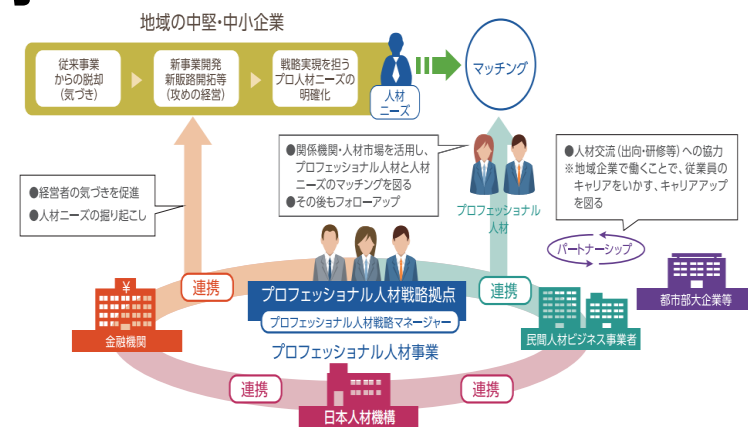 地域の中堅・中小企業
従来事業
からの脱却
(気づき)
新事業開発
新販路開拓等
(攻めの経営)
戦略実現を担う
プロ人材ニーズの
明確化
人材
ニーズ
マッチング
●経営者の気づきを促進
●人材ニーズの掘り起こし
●関係機関・人材市場を活用し、
プロフェッショナル人材と人材
ニーズのマッチングを図る
●その後もフォローアップ
プロフェッショナル
人材
●人材交流(出向・研修等)への協力
※地域企業で働くことで、従業員の
キャリアをいかす、キャリアアップ
を図る
パートナーシップ
都市部大企業等
連携
プロフェッショナル人材戦略拠点
プロフェッショナル人材戦略マネージャー
プロフェッショナル人材事業
連携
¥
金融機関
民間人材ビジネス事業者
連携
日本人材機構
連携